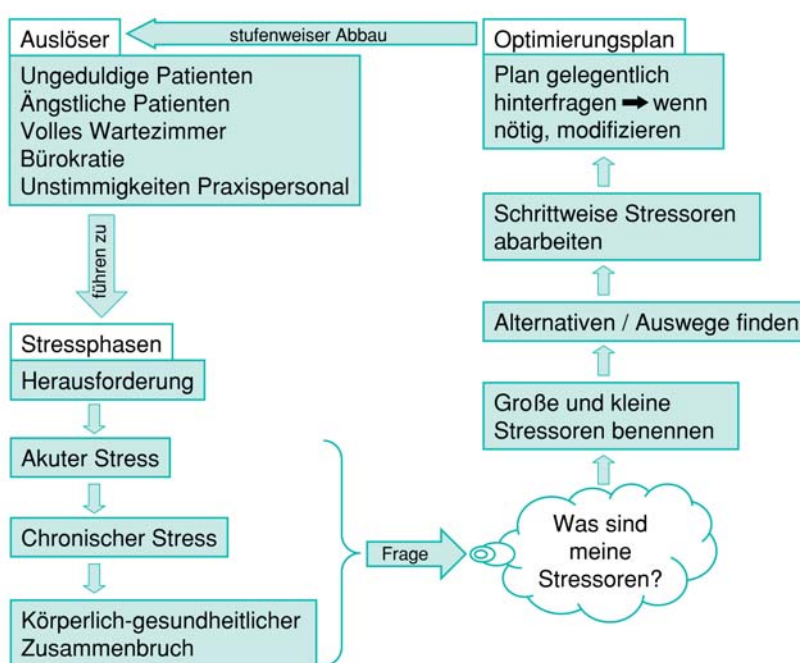 Auslöser
Ungeduldige Patienten
Ängstliche Patienten
Volles Wartezimmer
Bürokratie
Unstimmigkeiten Praxispersonal
führen zu
Stressphasen
Herausforderung
Akuter Stress
Chronischer Stress
Körperlich-gesundheitlicher
Zusammenbruch
Frage
Was sind
meine
Stressoren?
Große und kleine
Stressoren benennen
Alternativen / Auswege finden
Schrittweise Stressoren
abarbeiten
Optimierungsplan
Plan gelegentlich
hinterfragen ➡ wenn
nötig, modifizieren
stufenweiser Abbau